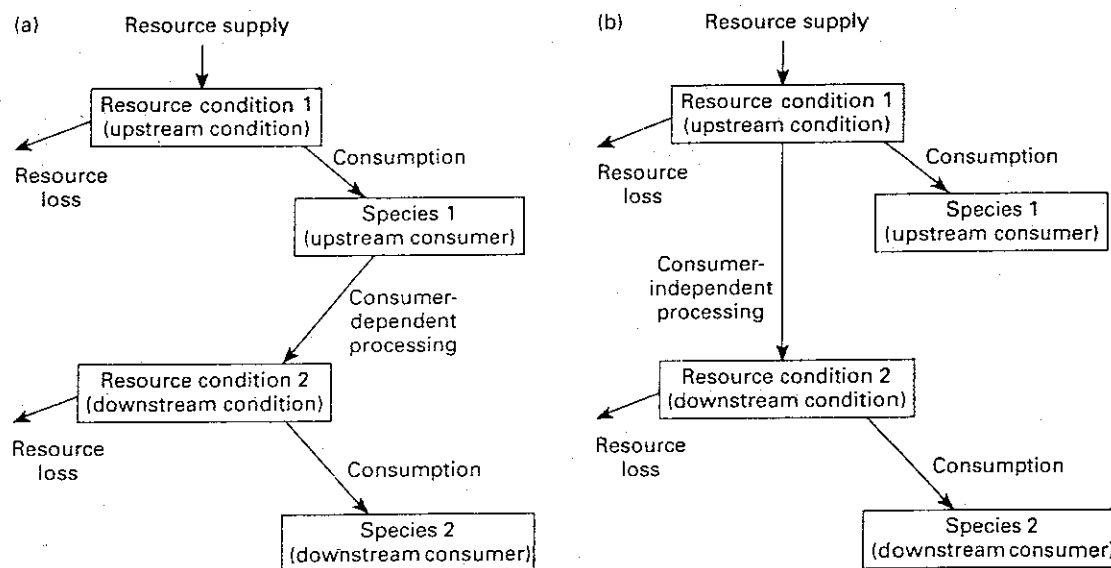 (a)
Resource supply
Resource condition 1
(upstream condition)
Resource
loss
Consumption
Species 1
(upstream consumer)
Consumer-
dependent
processing
Resource condition 2
(downstream condition)
Resource
loss
Consumption
Species 2
(downstream consumer)
(b)
Resource supply
Resource condition 1
(upstream condition)
Resource
loss
Consumption
Species 1
(upstream consumer)
Consumer-
independent
processing
Resource condition 2
(downstream condition)
Resource
loss
Consumption
Species 2
(downstream consumer)